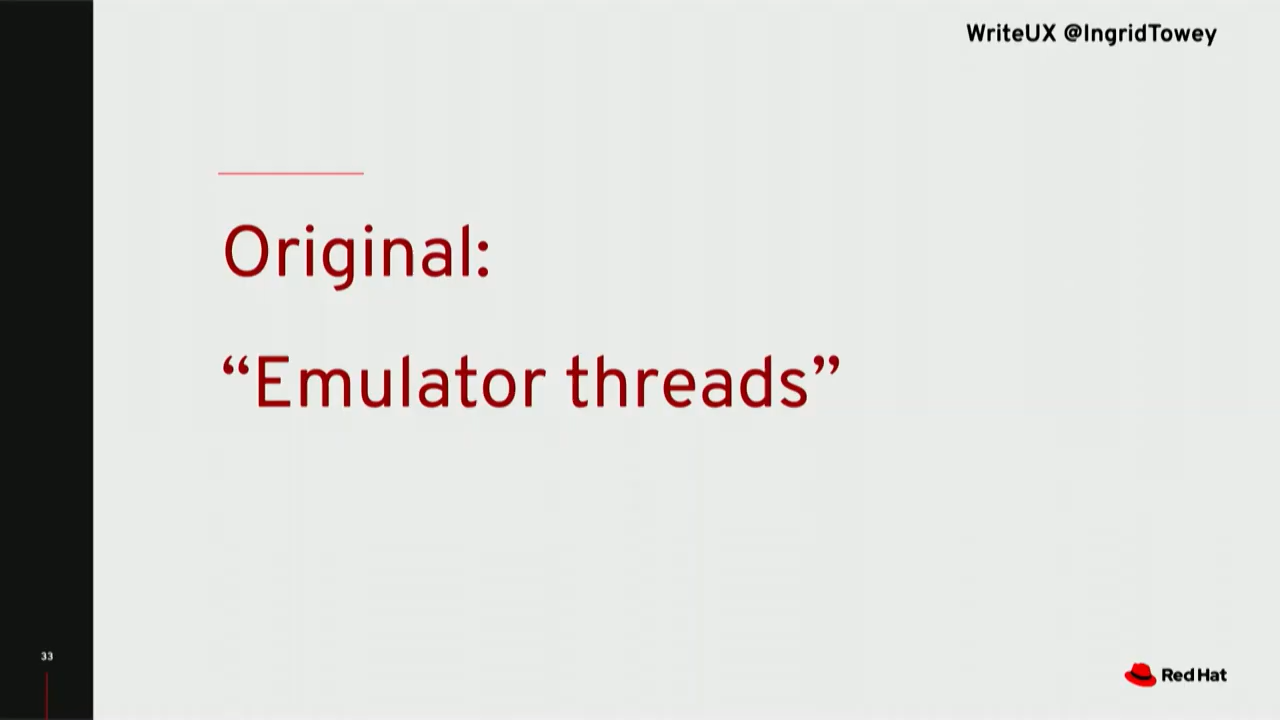 WriteUX @IngridTowey
Original:
“Emulator threads”
33
Red Hat